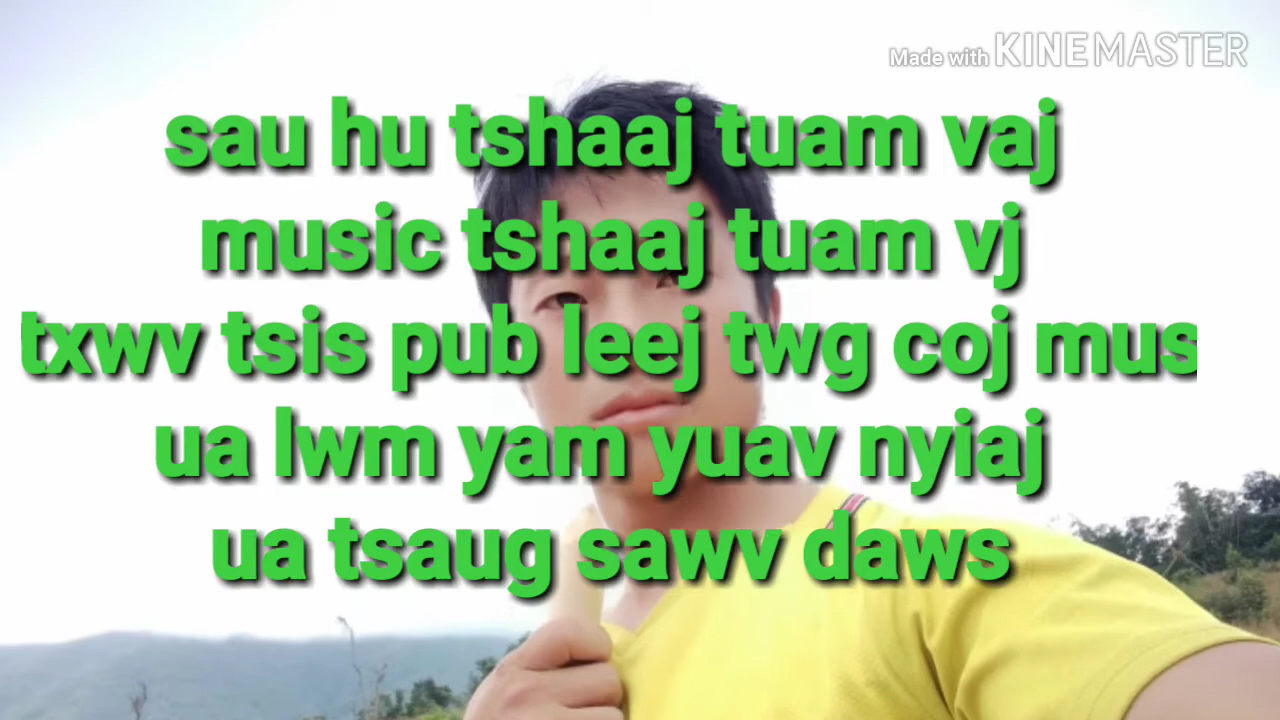 Made with KINEMASTER
sau hu tshaaj tuam vaj
music tshaaj tuam vj
txwv tsis pub leej twg coj mus
ua lwm yam yuav nyiaj
ua tsaug sawv daws